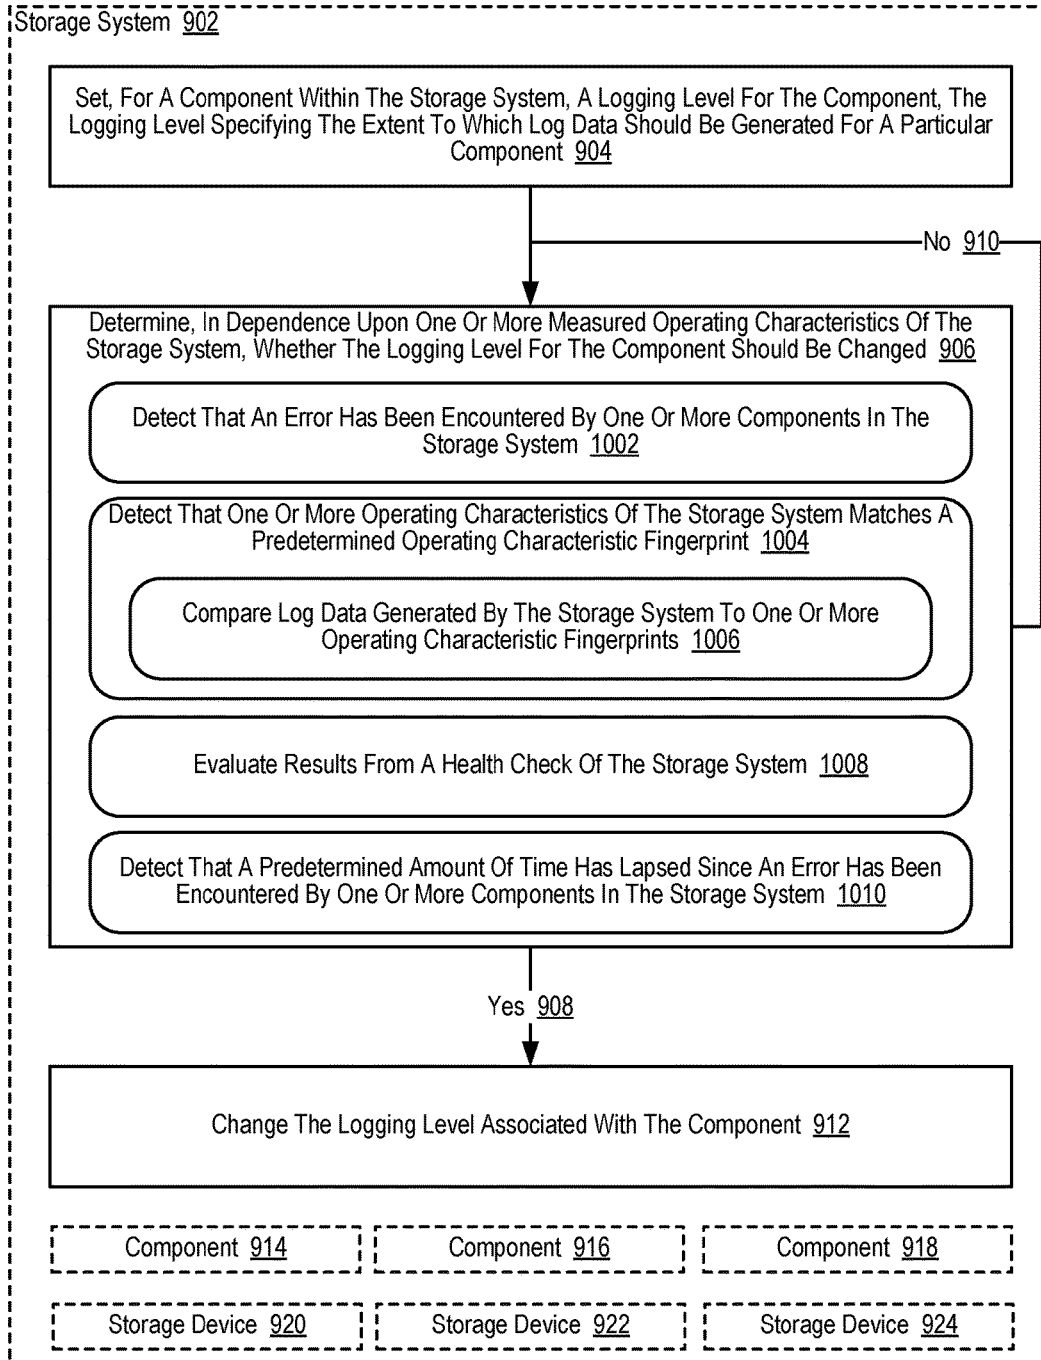 Storage System 902
Set, For A Component Within The Storage System, A Logging Level For The Component, The
Logging Level Specifying The Extent To Which Log Data Should Be Generated For A Particular
Component 904
No 910
Determine, In Dependence Upon One Or More Measured Operating Characteristics Of The
Storage System, Whether The Logging Level For The Component Should Be Changed 906
Detect That An Error Has Been Encountered By One Or More Components In The
Storage System 1002
Detect That One Or More Operating Characteristics Of The Storage System Matches A
Predetermined Operating Characteristic Fingerprint 1004
Compare Log Data Generated By The Storage System To One Or More
Operating Characteristic Fingerprints 1006
Evaluate Results From A Health Check Of The Storage System 1008
Detect That A Predetermined Amount Of Time Has Lapsed Since An Error Has Been
Encountered By One Or More Components In The Storage System 1010
Yes 908
Change The Logging Level Associated With The Component 912
Component 914
Component 916
Component 918
Storage Device 920
Storage Device 922
Storage Device 924